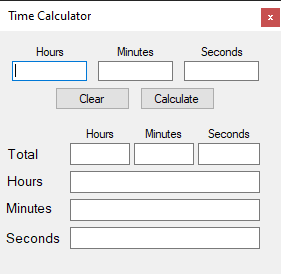 Time Calculator x
Hours Minutes Seconds
Clear Calculate
Hours Minutes Seconds
Total
Hours
Minutes
Seconds